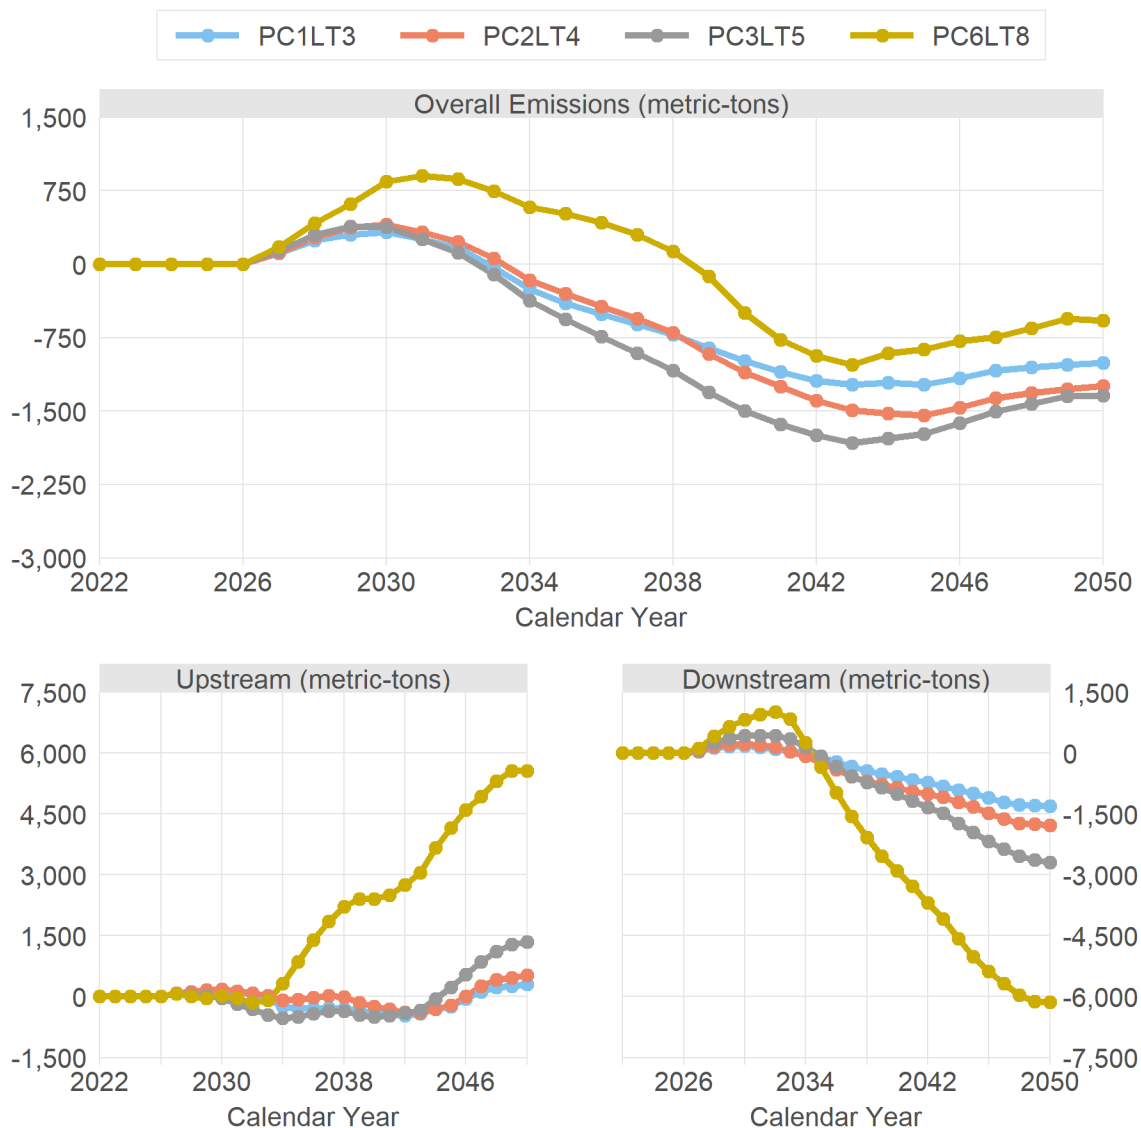 PC1LT3 PC2LT4 PC3LT5 PC6LT8
Overall Emissions (metric-tons)
1,500
750
0
-750
-1,500
-2,250
-3,000
2022 2026 2030 2034 2038 2042 2046 2050
Calendar Year
Upstream (metric-tons)
7,500
6,000
4,500
3,000
1,500
0
-1,500
2022 2030 2038 2046
Calendar Year
Downstream (metric-tons)
1,500
0
-1,500
-3,000
-4,500
-6,000
-7,500
2026 2034 2042 2050
Calendar Year